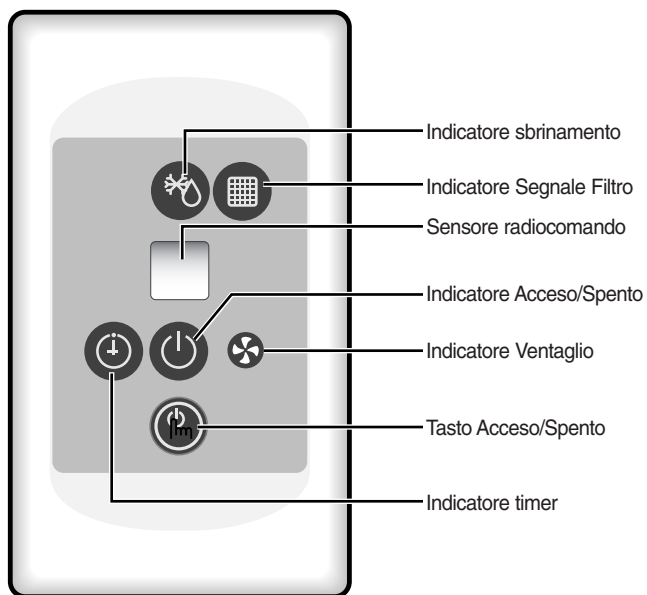 Indicatore sbrinamento
Indicatore Segnale Filtro
Sensore radiocomando
Indicatore Acceso/Spento
Indicatore Ventaglio
Tasto Acceso/Spento
Indicatore timer